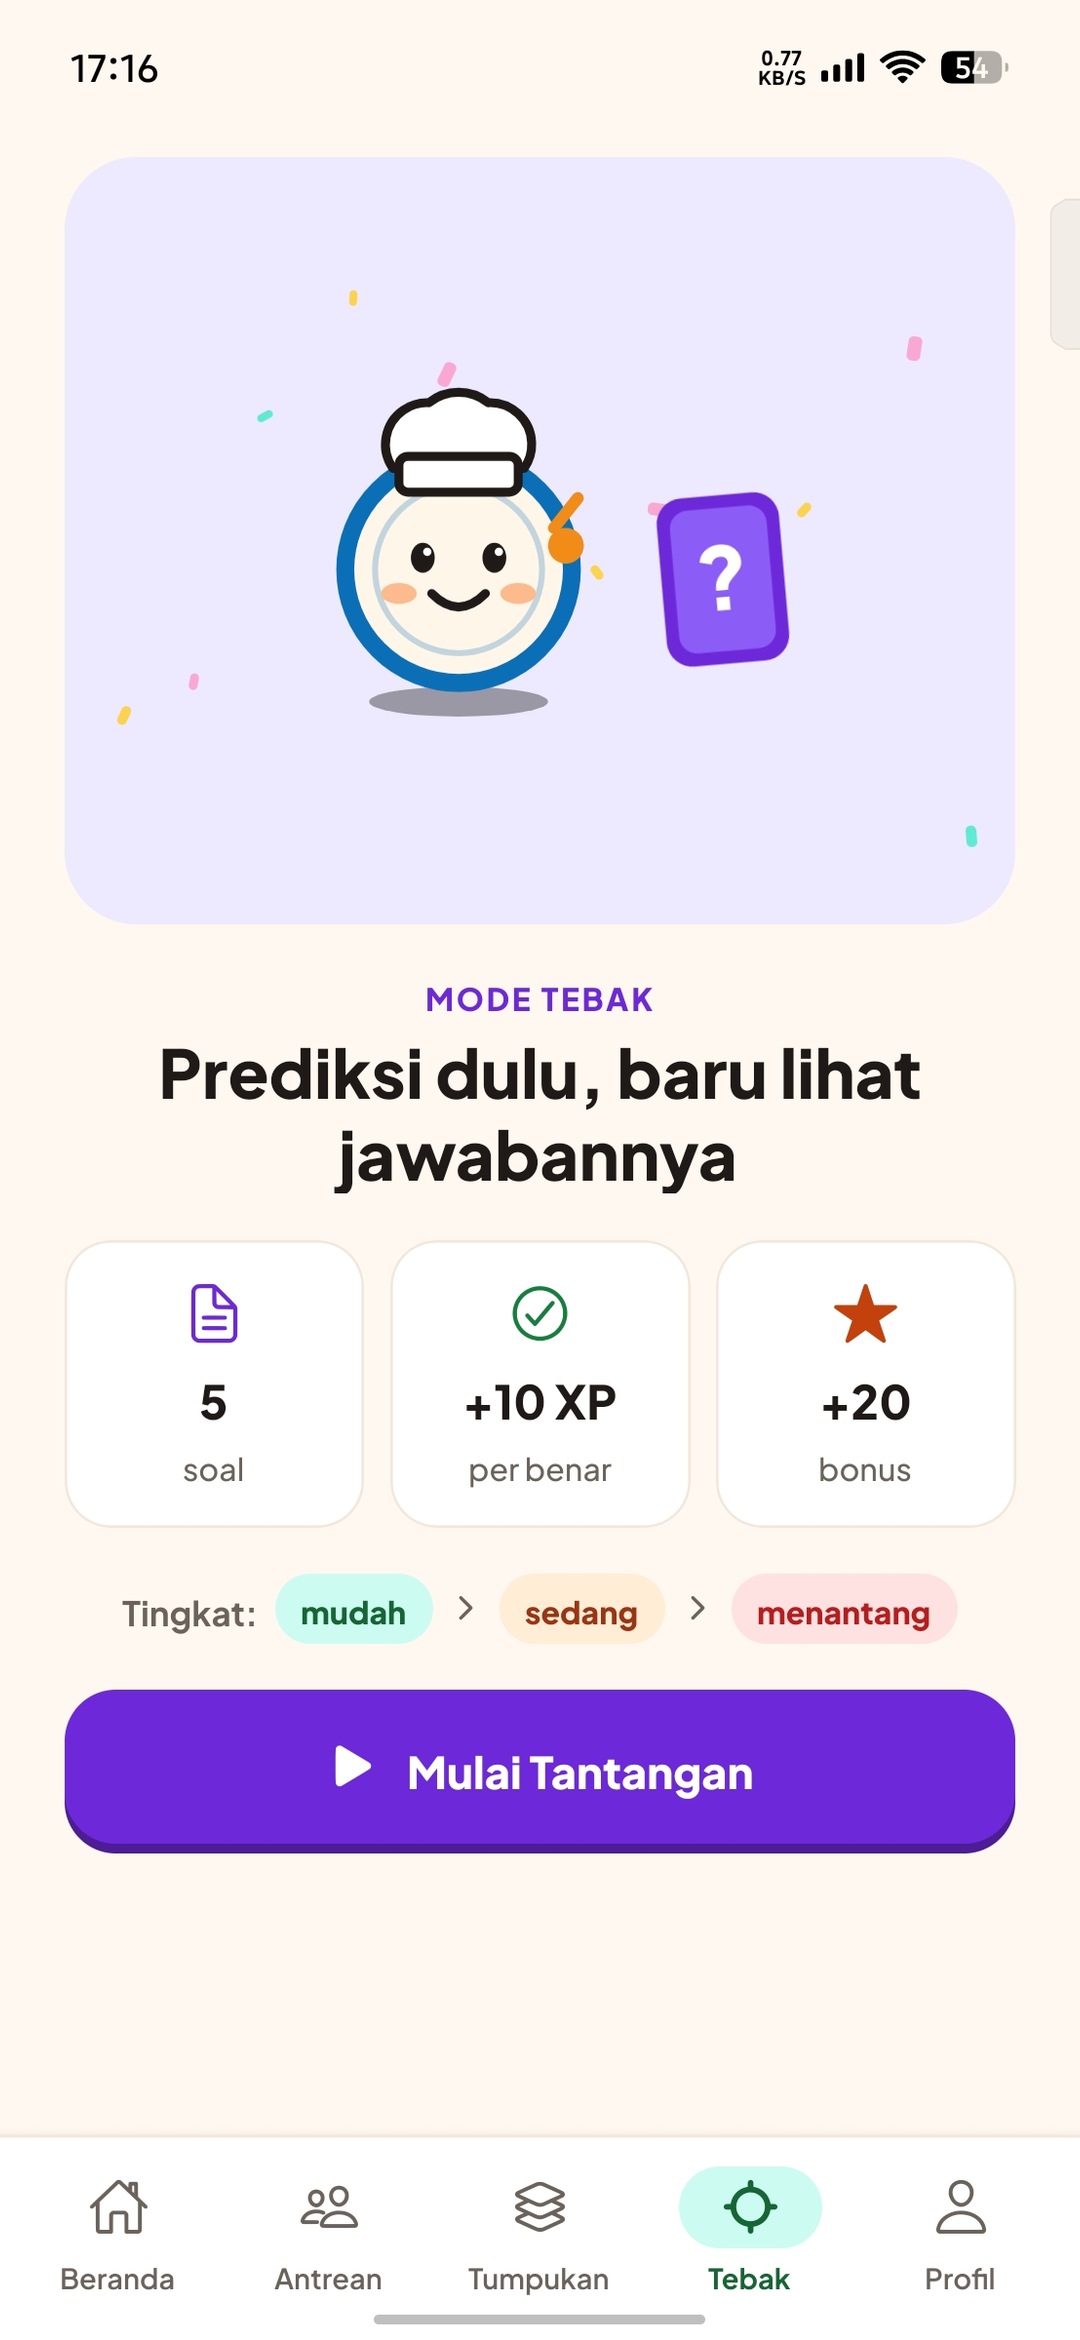 17:16
0.77
KB/S
54
?
MODE TEBAK
Prediksi dulu, baru lihat
jawabannya
5
soal
+10 XP
per benar
+20
bonus
Tingkat: mudah > sedang > menantang
Mulai Tantangan
Beranda
Antrean
Tumpukan
Tebak
Profil